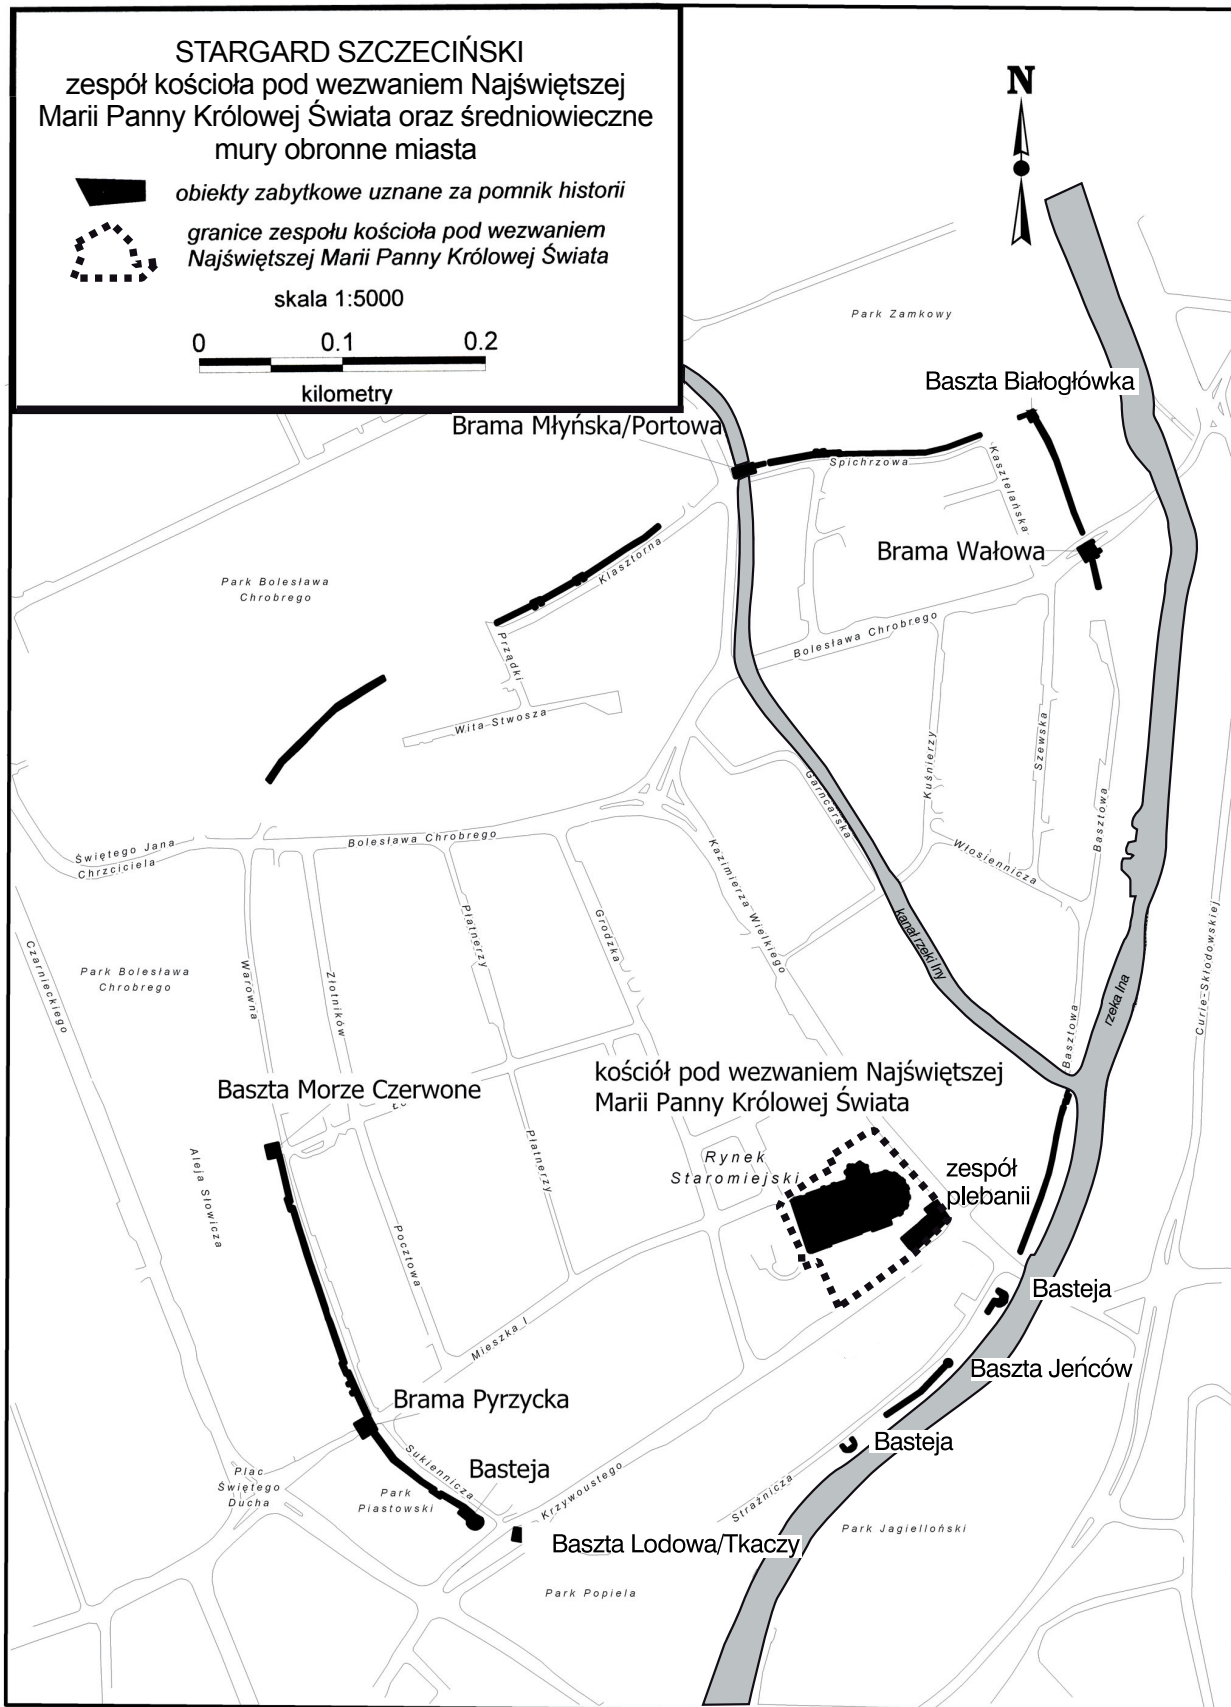 STARGARD SZCZECIŃSKI
zespół kościoła pod wezwaniem Najświętszej
Marii Panny Królowej Świata oraz średniowieczne
mury obronne miasta
obiekty zabytkowe uznane za pomnik historii
granice zespołu kościoła pod wezwaniem
Najświętszej Marii Panny Królowej Świata
skala 1:5000
0 0.1 0.2
kilometry
N
Park Zamkowy
Baszta Białogłówka
Brama Młyńska/Portowa
Spichrzowa
Kasztelańska
Brama Wałowa
Klasztorna
Park Bolesława
Chrobrego
Prządki
Bolesława Chrobrego
Wita Stwosza
Szewska
Kuśnierzy
Garncarska
Basztowa
Bolesława Chrobrego
Świętego Jana
Chrzciciela
Kazimierza Wielkiego
Włosiennicza
Płatnerzy
Grodzka
kanał rzeki Iny
Czarnieckiego
Park Bolesława
Chrobrego
Warówna
Złotników
rzeka Ina
Curie-Skłodowskiej
Basztowa
Baszta Morze Czerwone
kościół pod wezwaniem Najświętszej
Marii Panny Królowej Świata
Płatnerzy
Rynek
Staromiejski
zespół
plebanii
Aleja Słowicza
Pocztowa
Basteja
Mieszka I
Baszta Jeńców
Brama Pyrzycka
Basteja
Sukiennicza
Basteja
Plac
Świętego
Ducha
Park
Piastowski
Krzywoustego
Strażnicza
Park Jagielloński
Baszta Lodowa/Tkaczy
Park Popiela